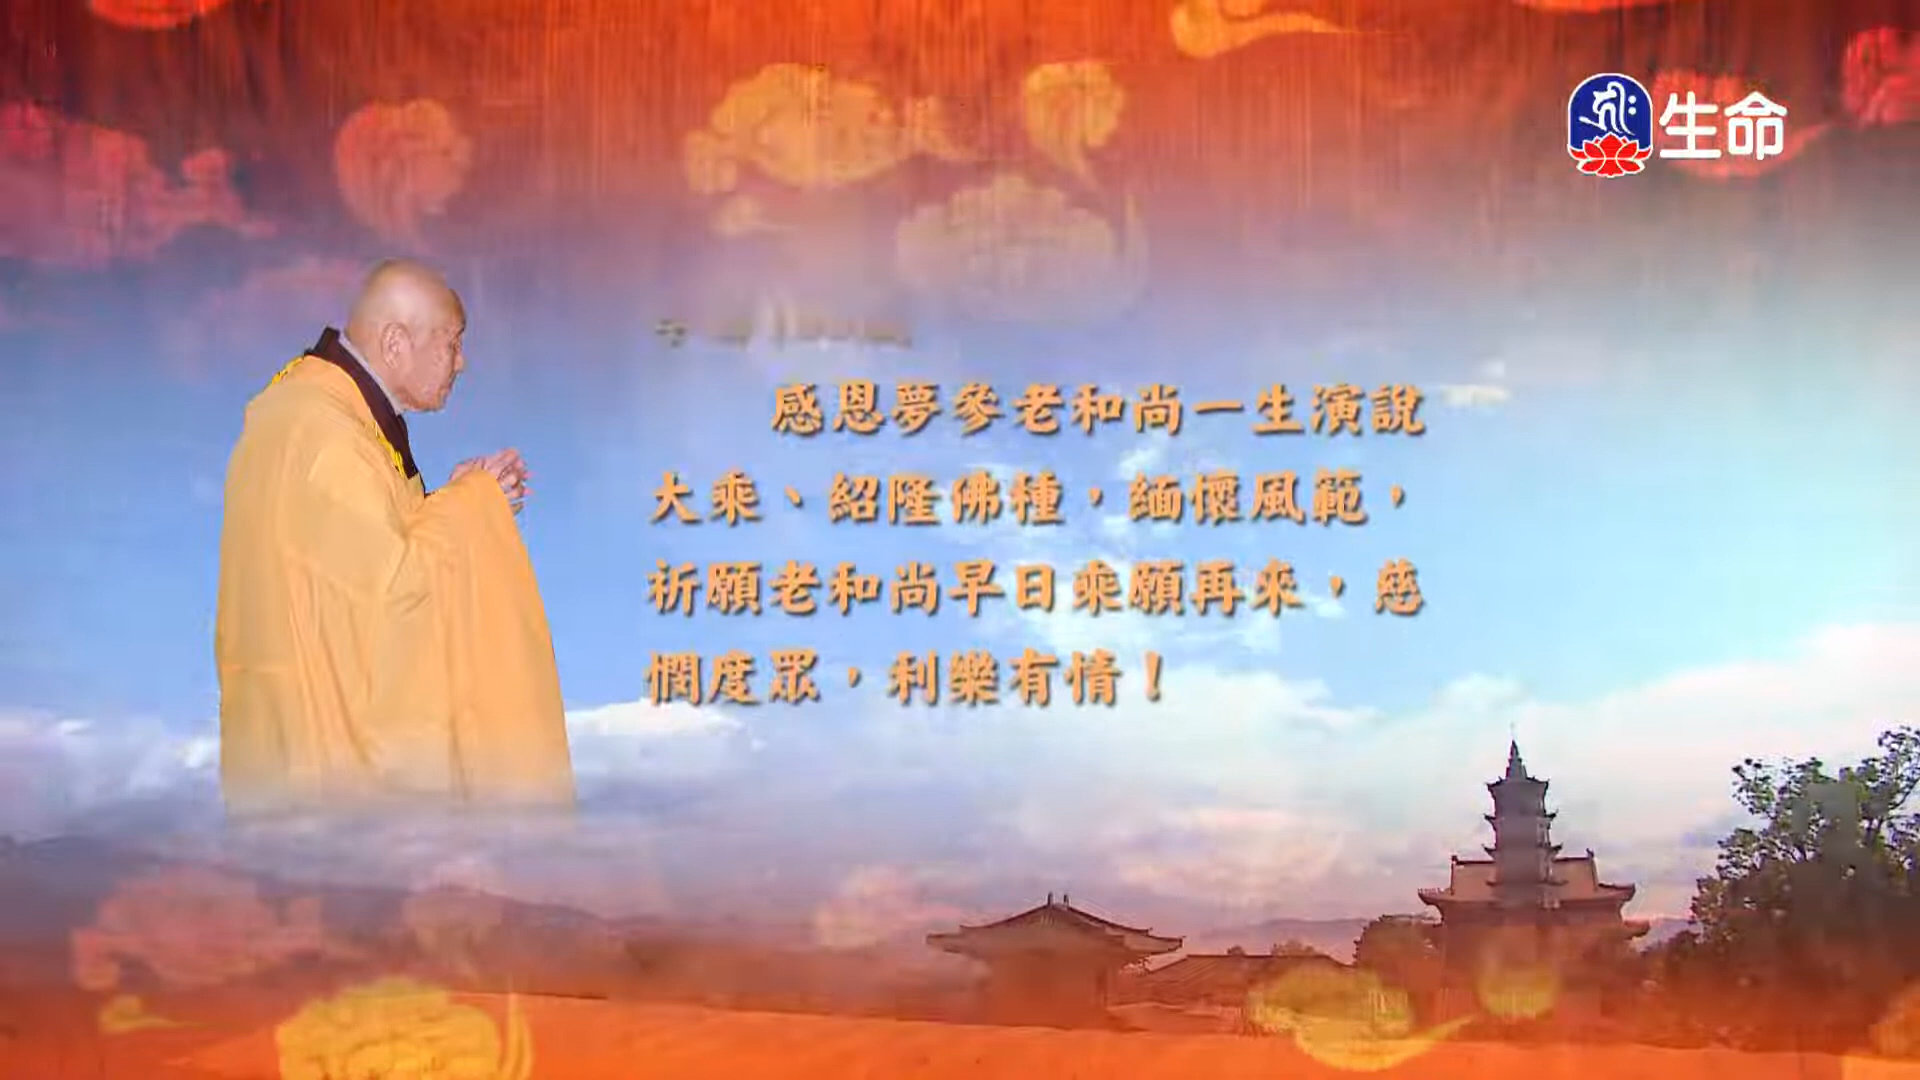 生命
感恩夢參老和尚一生演說
大乘、紹隆佛種，緬懷風範，
祈願老和尚早日乘願再來，慈
憫度眾，利樂有情！